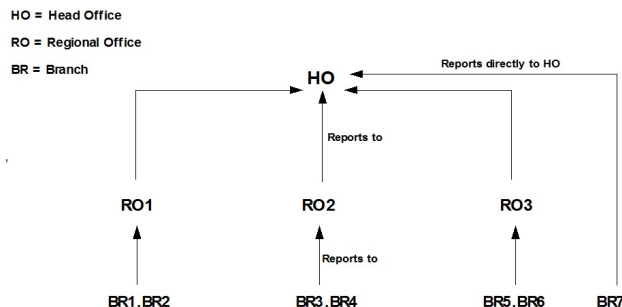 HO = Head Office
RO = Regional Office
BR = Branch
Reports directly to HO
HO
Reports to
RO1
RO2
RO3
Reports to
BR1,BR2
BR3,BR4
BR5,BR6
BR7